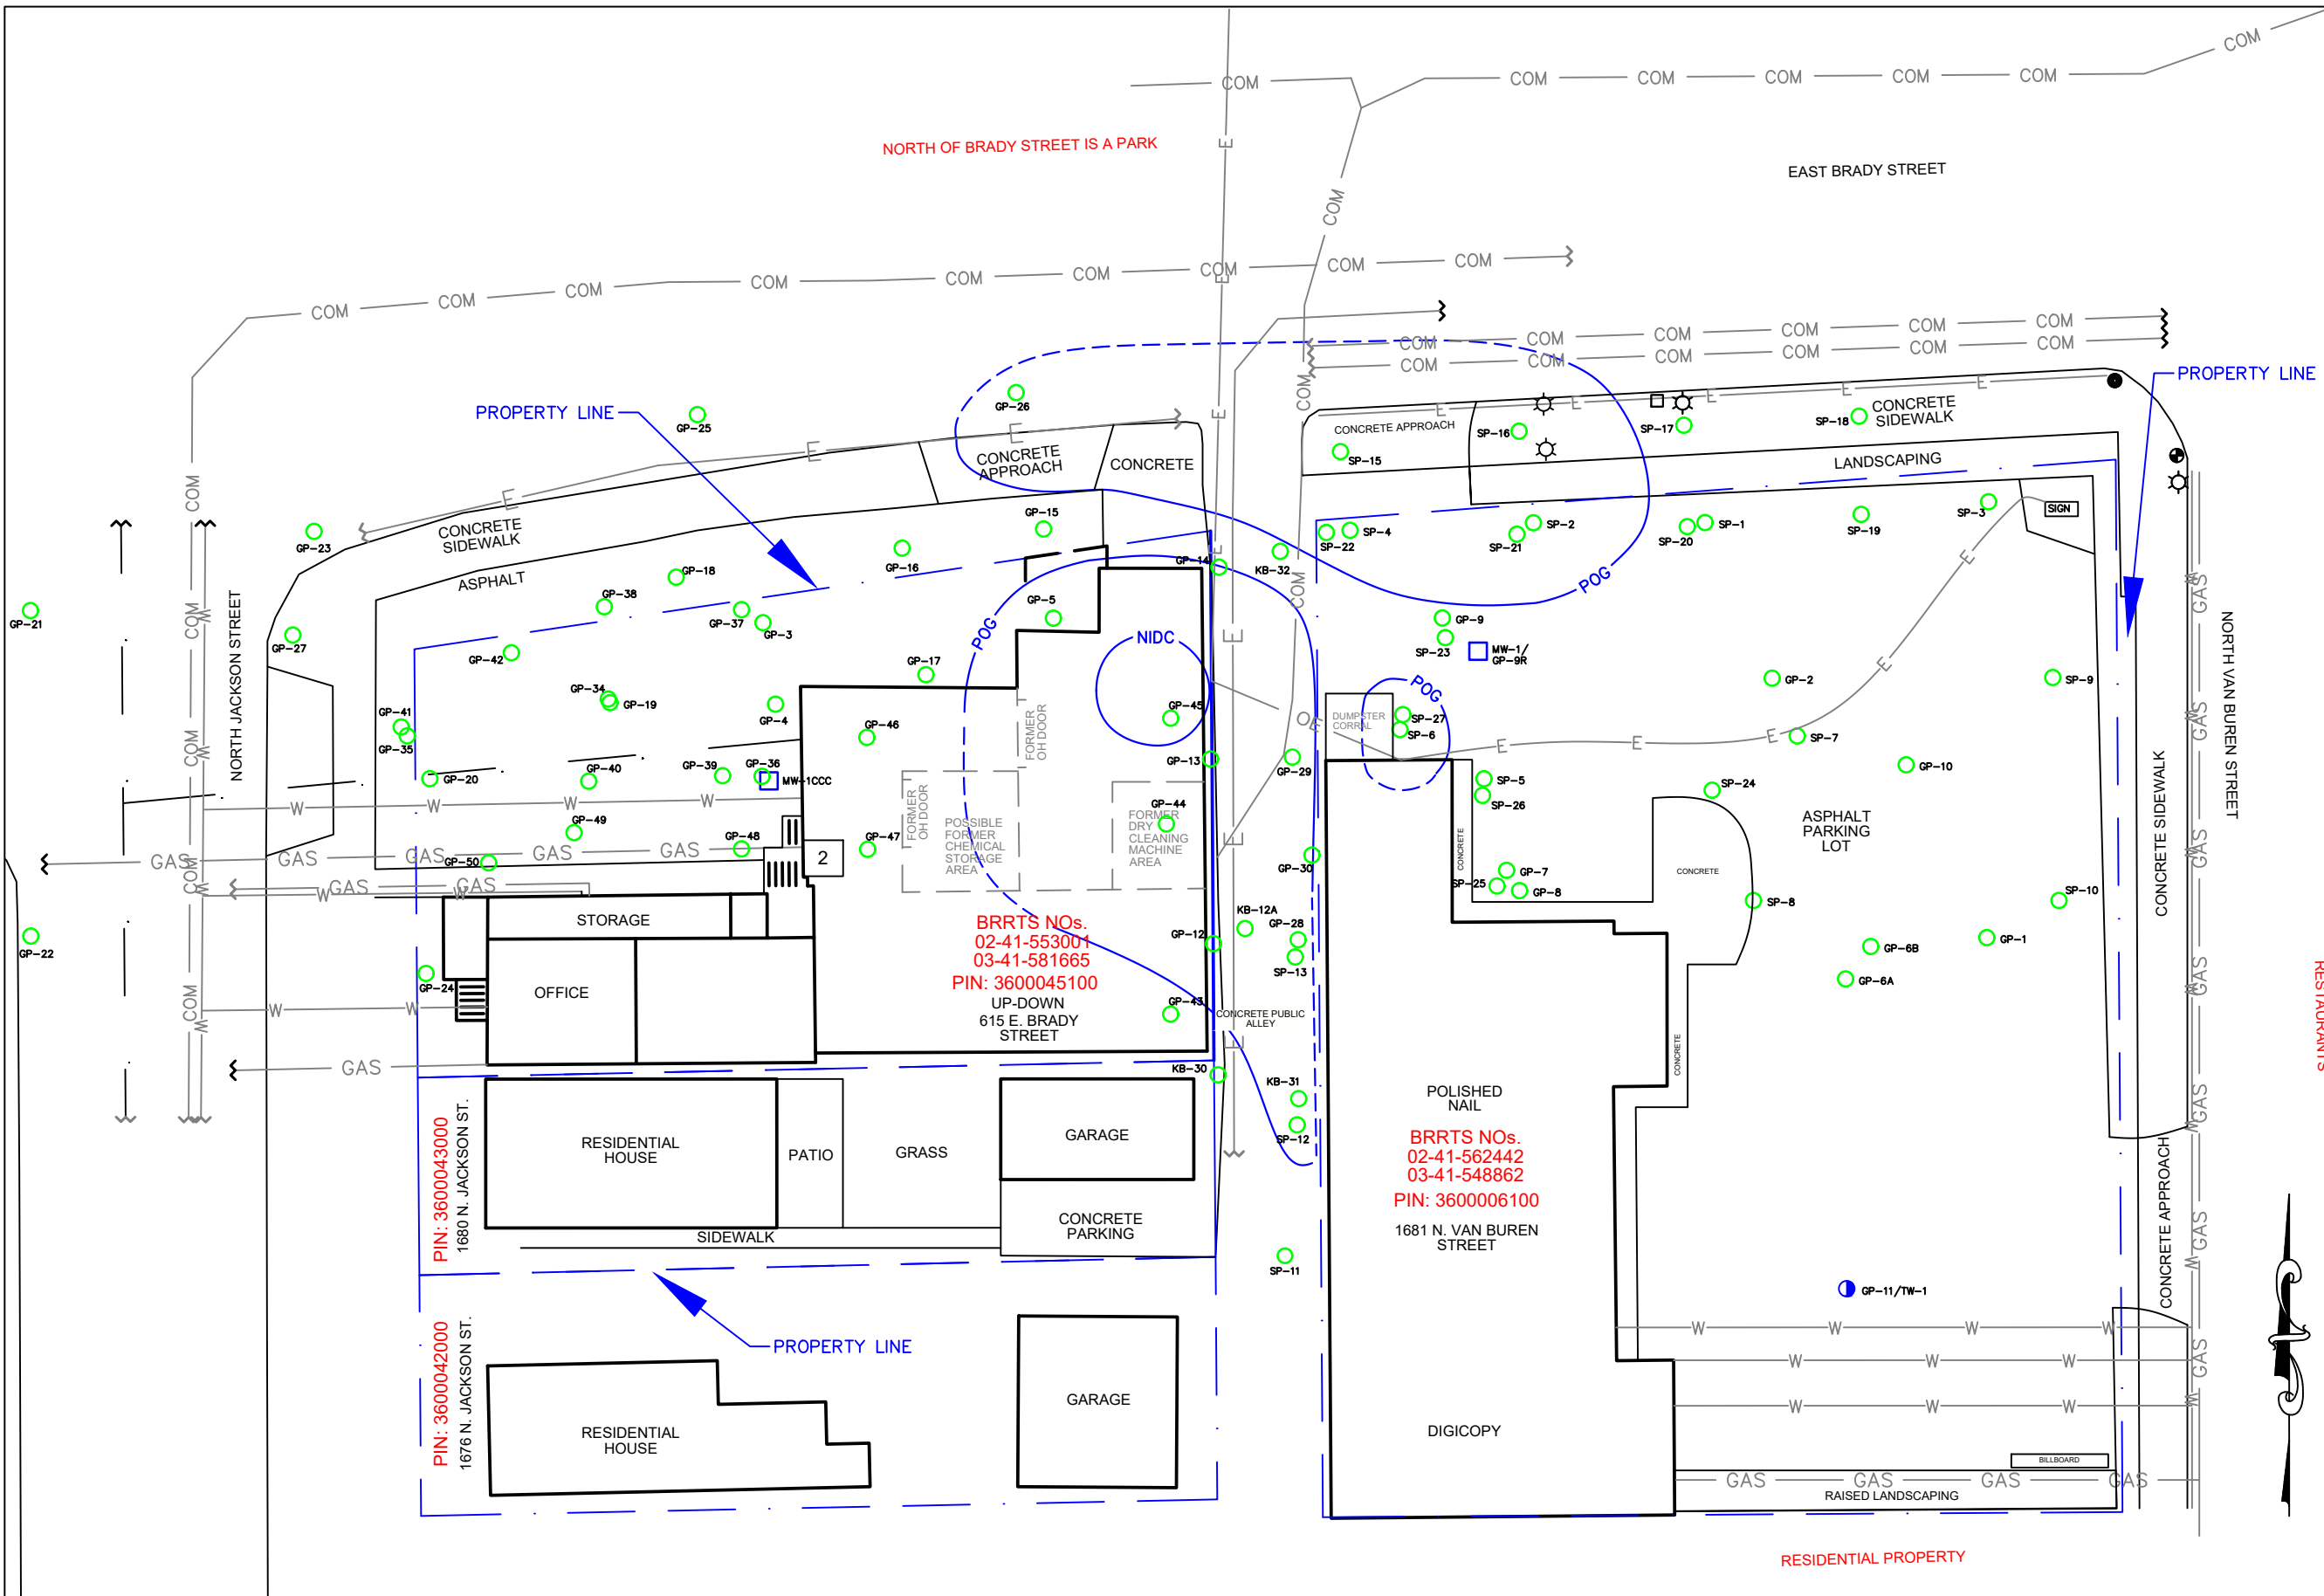 COM
COM COM COM COM COM COM
NORTH OF BRADY STREET IS A PARK
E
EAST BRADY STREET
COM
COM COM COM COM COM COM COM COM COM
E
COM COM COM COM COM COM
COM COM COM COM COM COM
PROPERTY LINE
PROPERTY LINE
GP-26
GP-25
COM
E
E E E E E
CONCRETE
SIDEWALK
SP-18
SP-17
SP-16
CONCRETE APPROACH
SP-15
E E E
CONCRETE
APPROACH
CONCRETE
LANDSCAPING
COM
CONCRETE
SIDEWALK
GP-23
GP-15
GP-16
SP-22
SP-4
SP-2
SP-21
SP-1
SP-20
SP-19
SP-3
SIGN
E
ASPHALT
GP-18
GP-14
KB-32
POG
GP-38
GP-5
GP-37
GP-3
GP-21
GP-27
GP-42
POG
NIDC
GP-9
SP-23
MW-1/
GP-9R
NORTH JACKSON STREET
NORTH VAN BUREN STREET
GP-17
GP-2
SP-9
GP-34
GP-19
GP-4
GP-45
GP-46
FORMER
OH DOOR
OE
DUMPSTER
CORRAL
POG
SP-27
SP-6
E E E
SP-7
GP-41
GP-35
GP-20
GP-40
GP-39
GP-36
MW-1CCC
GP-13
GP-29
SP-5
SP-26
SP-24
GP-10
W W W W
GP-49
GP-48
GP-50
GP-47
2
FORMER
OH DOOR
POSSIBLE
FORMER
CHEMICAL
STORAGE
AREA
GP-44
FORMER
DRY
CLEANING
MACHINE
AREA
GP-30
CONCRETE
GP-7
SP-25
GP-8
CONCRETE
ASPHALT
PARKING
LOT
SP-8
SP-10
CONCRETE SIDEWALK
GAS GAS GAS GAS GAS
GAS GAS
W W
STORAGE
BRRTS NOs.
02-41-553001
03-41-581665
PIN: 3600045100
UP-DOWN
615 E. BRADY
STREET
GP-12
KB-12A
GP-28
SP-13
GP-6B
GP-1
GP-6A
GP-22
GP-24
OFFICE
W W
GP-43
CONCRETE PUBLIC
ALLEY
CONCRETE
RESTAURANTS
GAS
KB-30
KB-31
SP-12
SP-11
PIN: 3600043000
1680 N. JACKSON ST.
RESIDENTIAL
HOUSE
PATIO
GRASS
GARAGE
CONCRETE
PARKING
SIDEWALK
POLISHED
NAIL
BRRTS NOs.
02-41-562442
03-41-548862
PIN: 3600006100
1681 N. VAN BUREN
STREET
CONCRETE APPROACH
GP-11/TW-1
W W W W
W W W
W W W
PROPERTY LINE
PIN: 3600042000
1676 N. JACKSON ST.
RESIDENTIAL
HOUSE
GARAGE
DIGICOPY
BILLBOARD
GAS GAS GAS GAS
RAISED LANDSCAPING
RESIDENTIAL PROPERTY